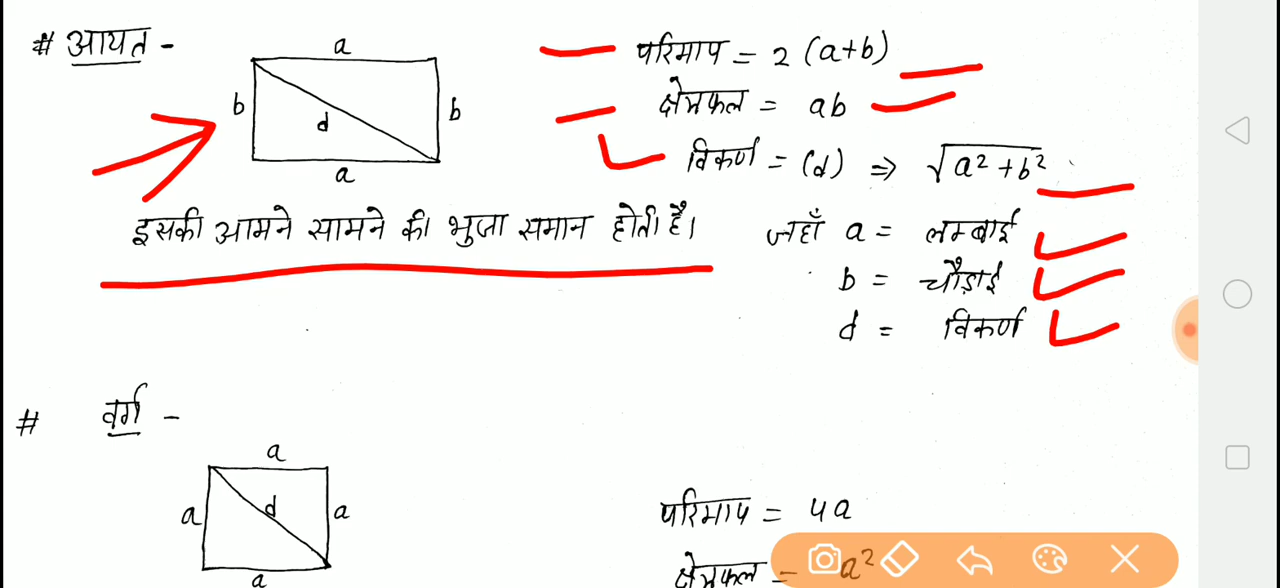 # आयत -
a
b
d
b
a
परिमाप = 2 (a+b)
क्षेत्रफल = ab
विकर्ण = (d) ⇒ √a² + b²
इसकी आमने सामने की भुजा समान होती है।
जहाँ a = लम्बाई
b = चौड़ाई
d = विकर्ण
# वर्ग -
a
a
d
a
a
परिमाप = 4a
क्षेत्रफल = a²